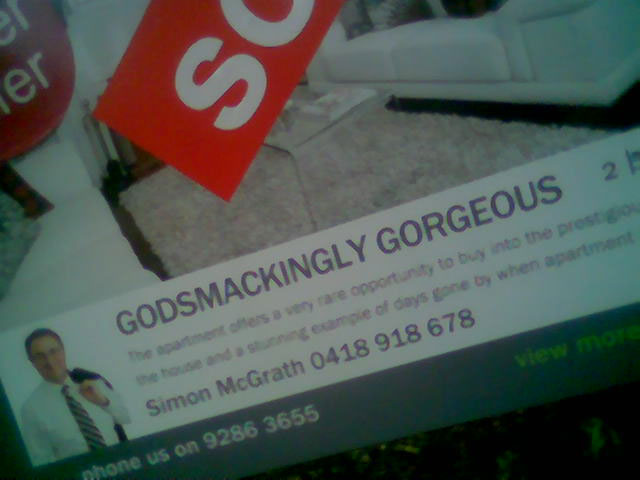 er
ier
SO
GODSMACKINGLY GORGEOUS 2
The apartment offers a very rare opportunity to buy into the
the house and a stunning example of days gone by when apartment
Simon McGrath 0418 918 678
view more
phone us on 9286 3655